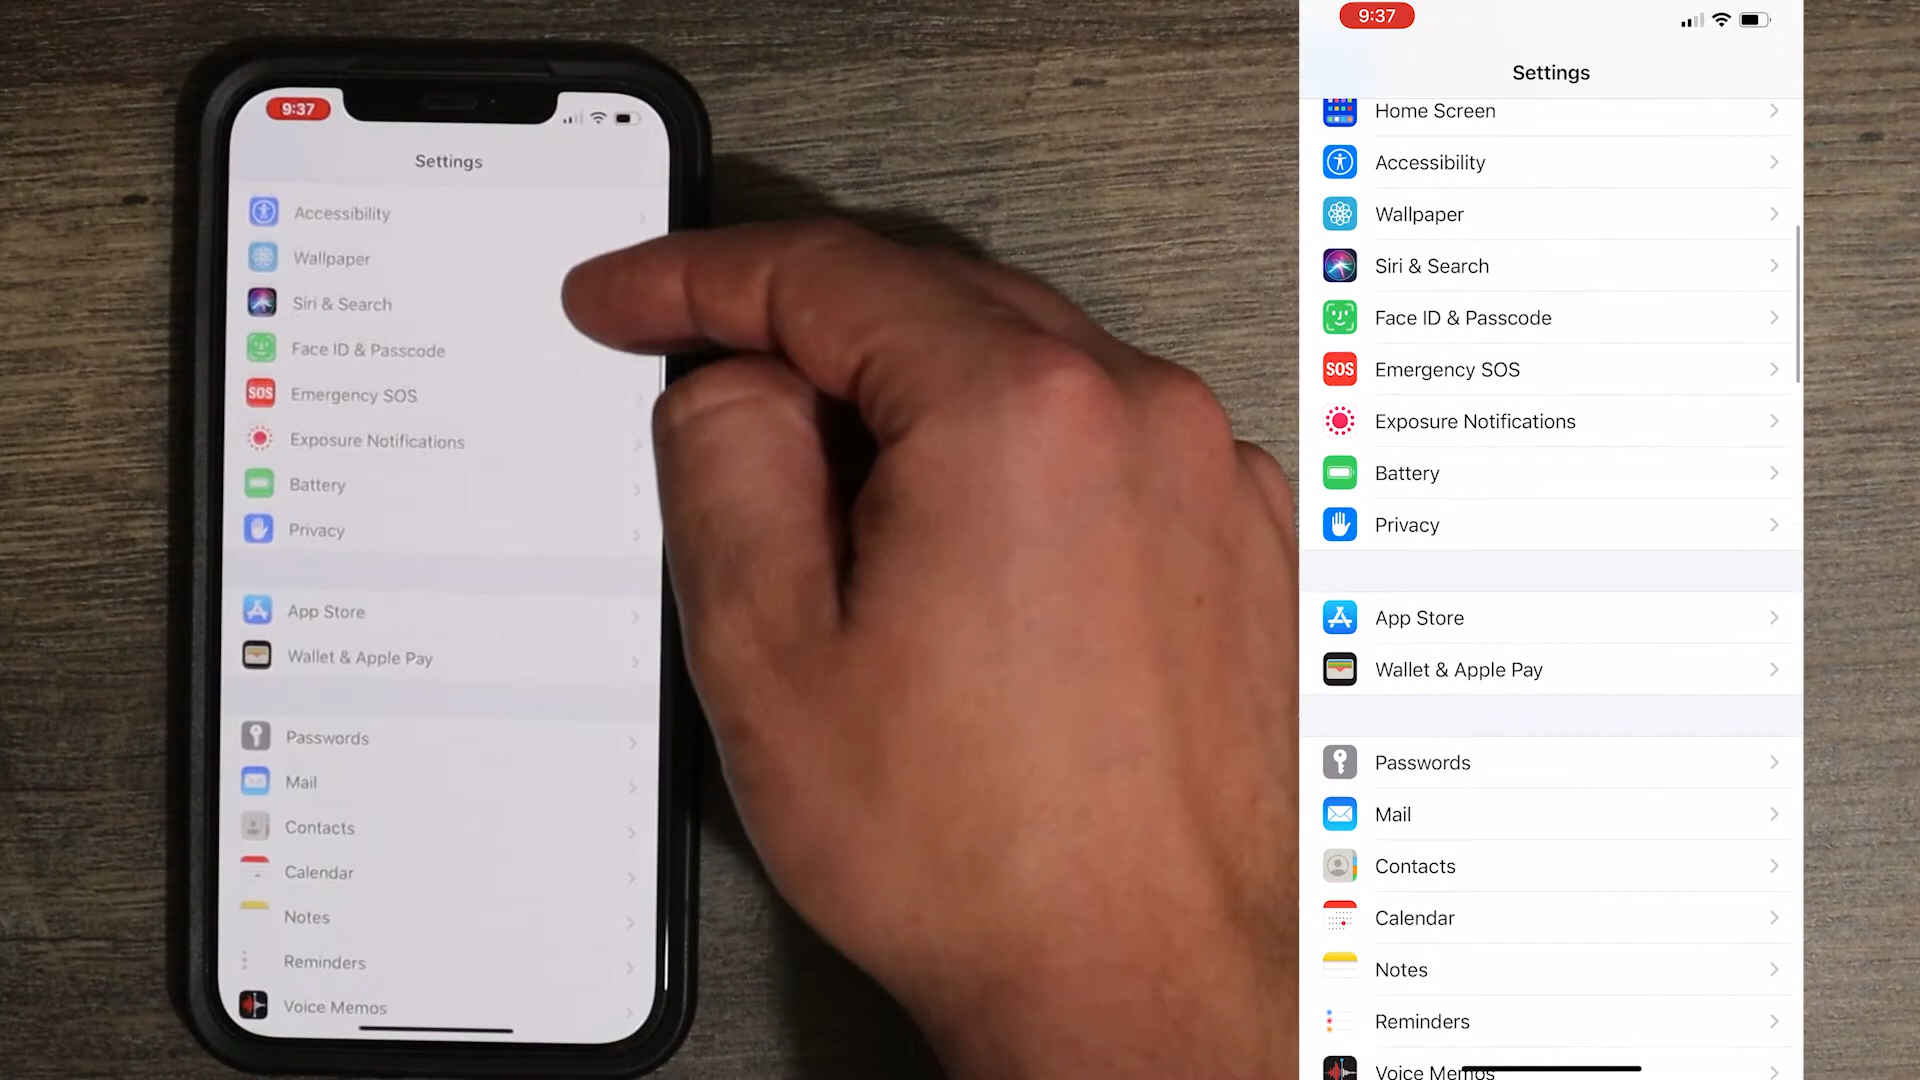 9:37
Settings
Accessibility
Wallpaper
Siri & Search
Face ID & Passcode
SOS Emergency SOS
Exposure Notifications
Battery
Privacy
App Store
Wallet & Apple Pay
Passwords
Mail
Contacts
Calendar
Notes
Reminders
Voice Memos
9:37
Settings
Home Screen
Accessibility
Wallpaper
Siri & Search
Face ID & Passcode
SOS Emergency SOS
Exposure Notifications
Battery
Privacy
App Store
Wallet & Apple Pay
Passwords
Mail
Contacts
Calendar
Notes
Reminders
Voice Memos